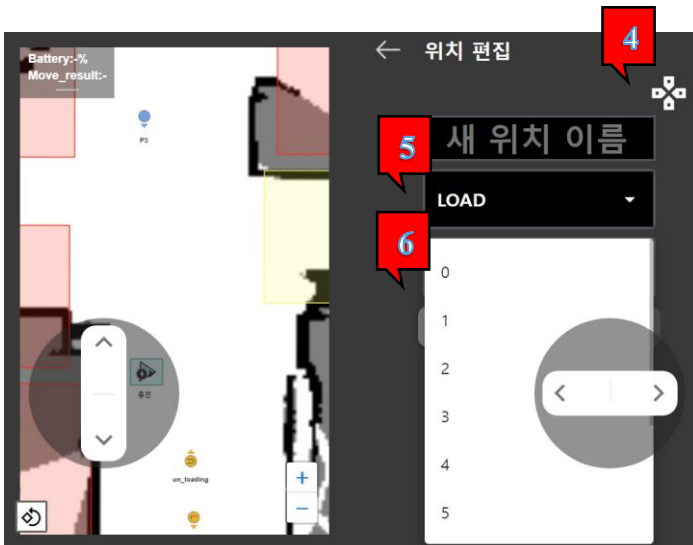 Battery:-%
Move_result:-
P3
충전
un_loading
+
−
← 위치 편집
4
5
새 위치 이름
LOAD
6
0
1
2
3
4
5